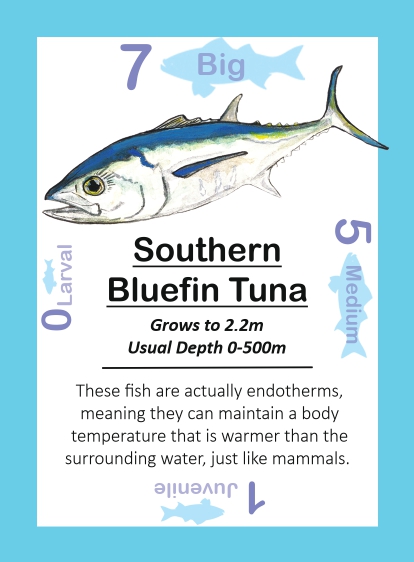 7 Big
5 Medium
0 Larval
Southern
Bluefin Tuna
Grows to 2.2m
Usual Depth 0-500m
These fish are actually endotherms,
meaning they can maintain a body
temperature that is warmer than the
surrounding water, just like mammals.
1 Juvenile